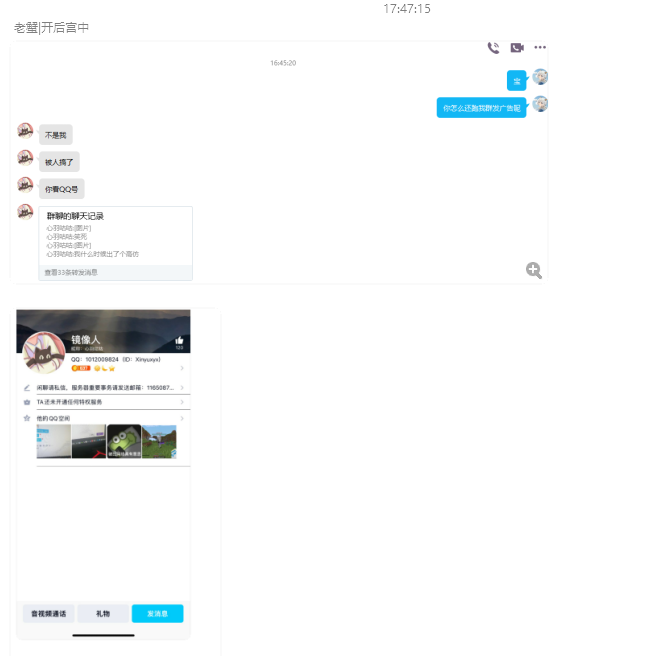 17:47:15
老鳖|开后宫中
16:45:20
宝
你怎么还跑我群发广告呢
不是我
被人搞了
你看QQ号
群聊的聊天记录
心羽咕咕:[图片]
心羽咕咕:笑死
心羽咕咕:[图片]
心羽咕咕:我什么时候出了个高仿
查看33条转发消息
镜像人
QQ：1012009824 (ID：Xinyuxyx)
闲聊请私信，服务器重要事务请发送邮箱：1165087...
TA还未开通任何特权服务
他的QQ空间
音视频通话
礼物
发消息